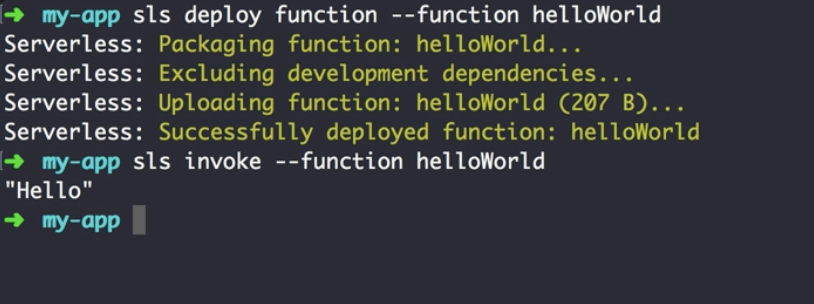 ➜ my-app sls deploy function --function helloWorld
Serverless: Packaging function: helloWorld...
Serverless: Excluding development dependencies...
Serverless: Uploading function: helloWorld (207 B)...
Serverless: Successfully deployed function: helloWorld
➜ my-app sls invoke --function helloWorld
"Hello"
➜ my-app